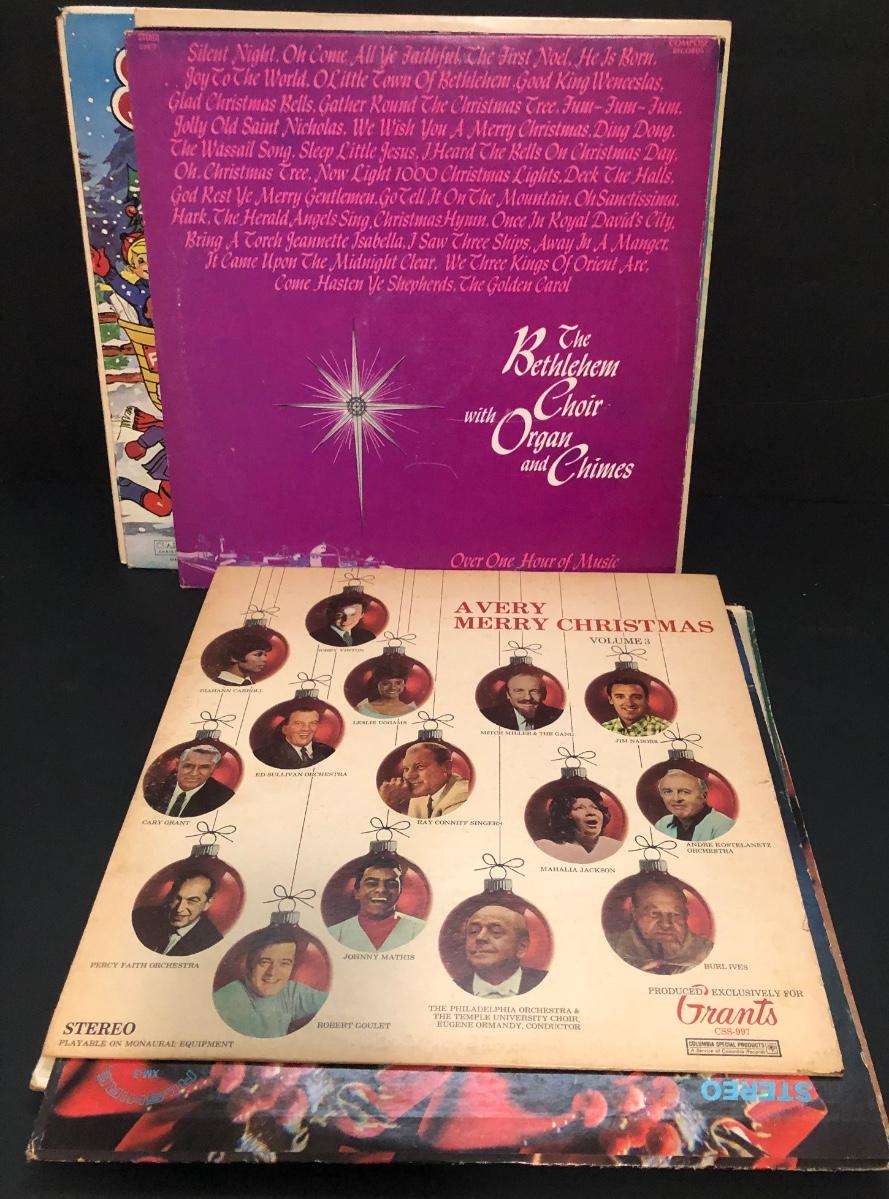 STEREO
COMPOSE
RECORDS
Silent Night, Oh Come All Ye Faithful, The First Noel, He Is Born,
Joy To The World, O Little Town Of Bethlehem, Good King Wenceslas,
Glad Christmas Bells, Gather Round The Christmas Tree, Fum-Fum-Fum,
Jolly Old Saint Nicholas, We Wish You A Merry Christmas, Ding Dong,
The Wassail Song, Sleep Little Jesus, I Heard The Bells On Christmas Day,
Oh, Christmas Tree, Now Light 1000 Christmas Lights, Deck The Halls,
God Rest Ye Merry Gentlemen, Go Tell It On The Mountain, Oh Sanctissima,
Hark, The Herald Angels Sing, Christmas Hymn, Once In Royal David's City,
Bring A Torch Jeannette Isabella, I Saw Three Ships, Away In A Manger,
It Came Upon The Midnight Clear, We Three Kings Of Orient Are,
Come Hasten Ye Shepherds, The Golden Carol
The
Bethlehem
Choir
with
Organ
and Chimes
Over One Hour of Music
A VERY
MERRY CHRISTMAS
VOLUME 3
BOBBY VINTON
DIAHANN CARROLL
LESLIE UGGAMS
MITCH MILLER & THE GANG
JIM NABORS
ED SULLIVAN ORCHESTRA
CARY GRANT
RAY CONNIFF SINGERS
ANDRE KOSTELANETZ
ORCHESTRA
MAHALIA JACKSON
PERCY FAITH ORCHESTRA
JOHNNY MATHIS
BURL IVES
ROBERT GOULET
THE PHILADELPHIA ORCHESTRA &
THE TEMPLE UNIVERSITY CHOIR,
EUGENE ORMANDY, CONDUCTOR
PRODUCED EXCLUSIVELY FOR
Grants
CSS-997
STEREO
PLAYABLE ON MONAURAL EQUIPMENT
COLUMBIA SPECIAL PRODUCTS
A Service of Columbia Records
XM-3
STEREO